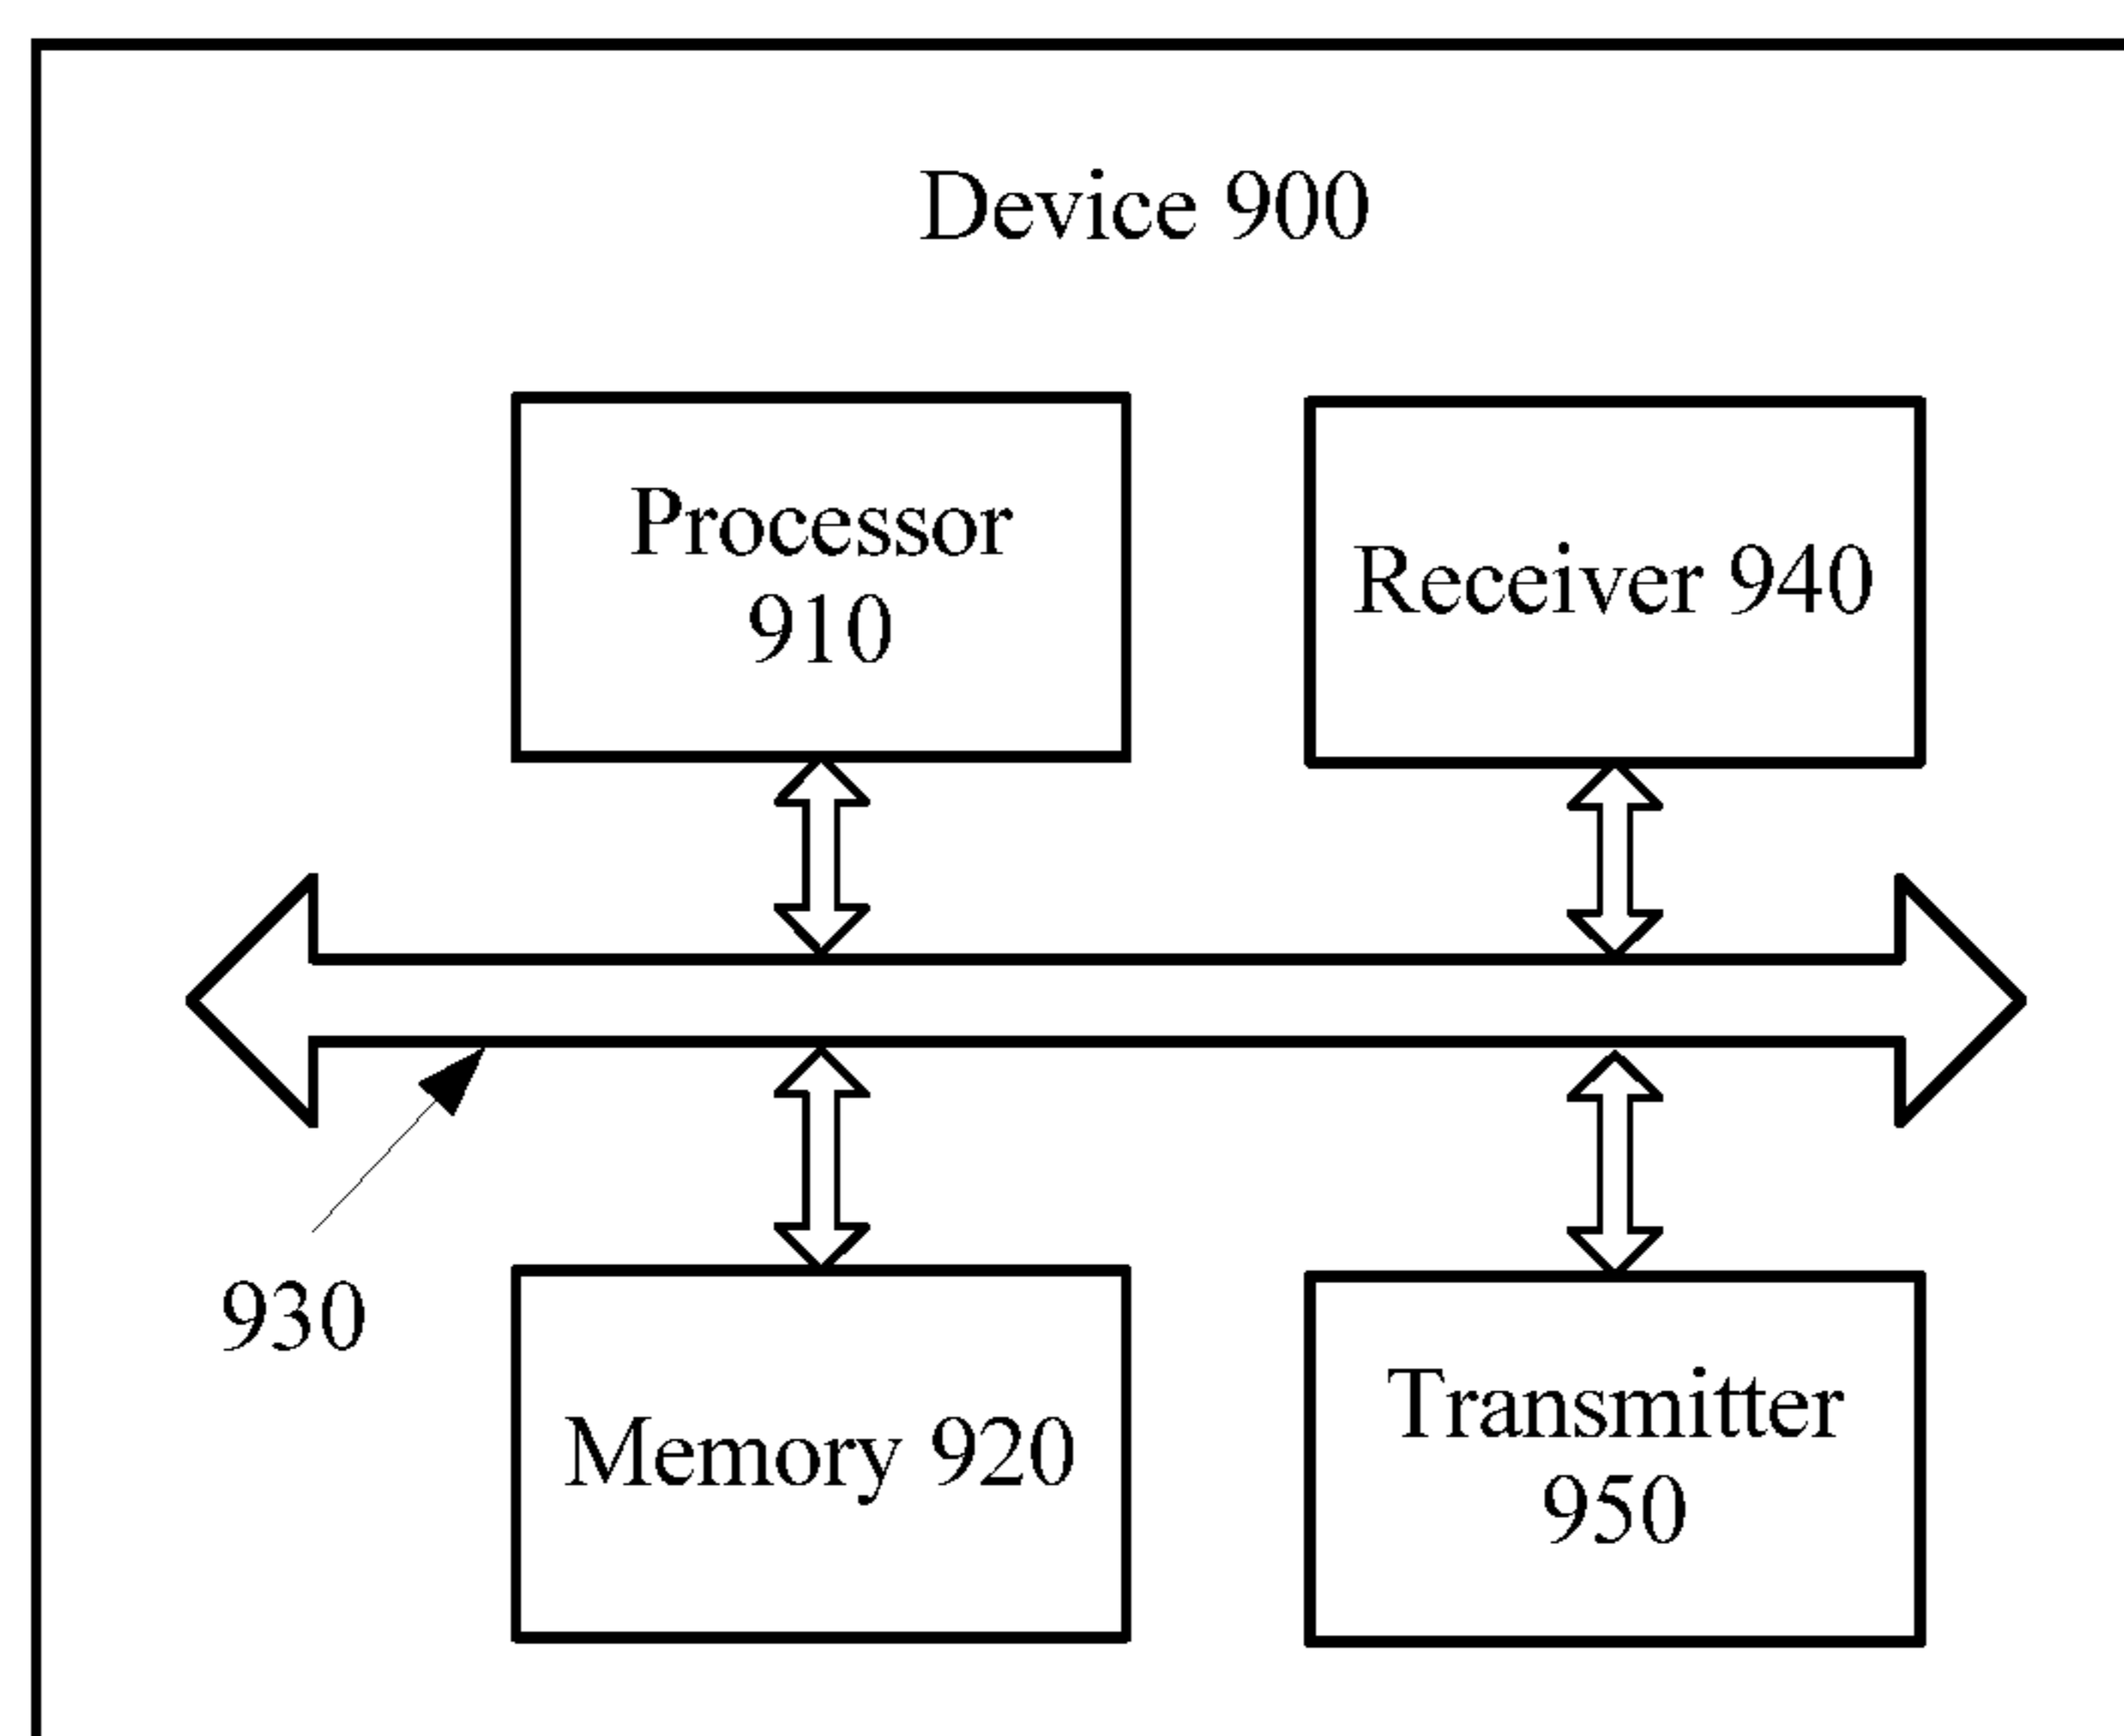 Device 900
Processor
910
Receiver 940
930
Memory 920
Transmitter
950